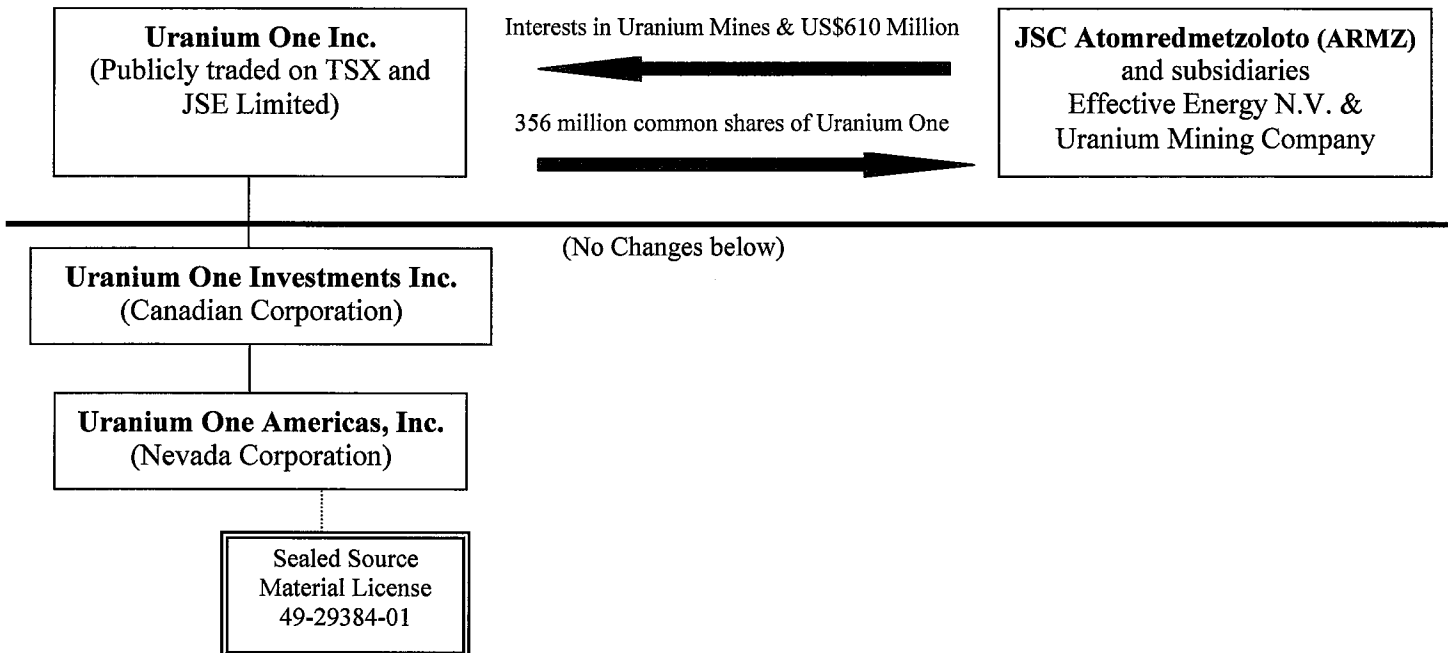 Uranium One Inc.
(Publicly traded on TSX and
JSE Limited)
Interests in Uranium Mines & US$610 Million
356 million common shares of Uranium One
JSC Atomredmetzoloto (ARMZ)
and subsidiaries
Effective Energy N.V. &
Uranium Mining Company
(No Changes below)
Uranium One Investments Inc.
(Canadian Corporation)
Uranium One Americas, Inc.
(Nevada Corporation)
Sealed Source
Material License
49-29384-01